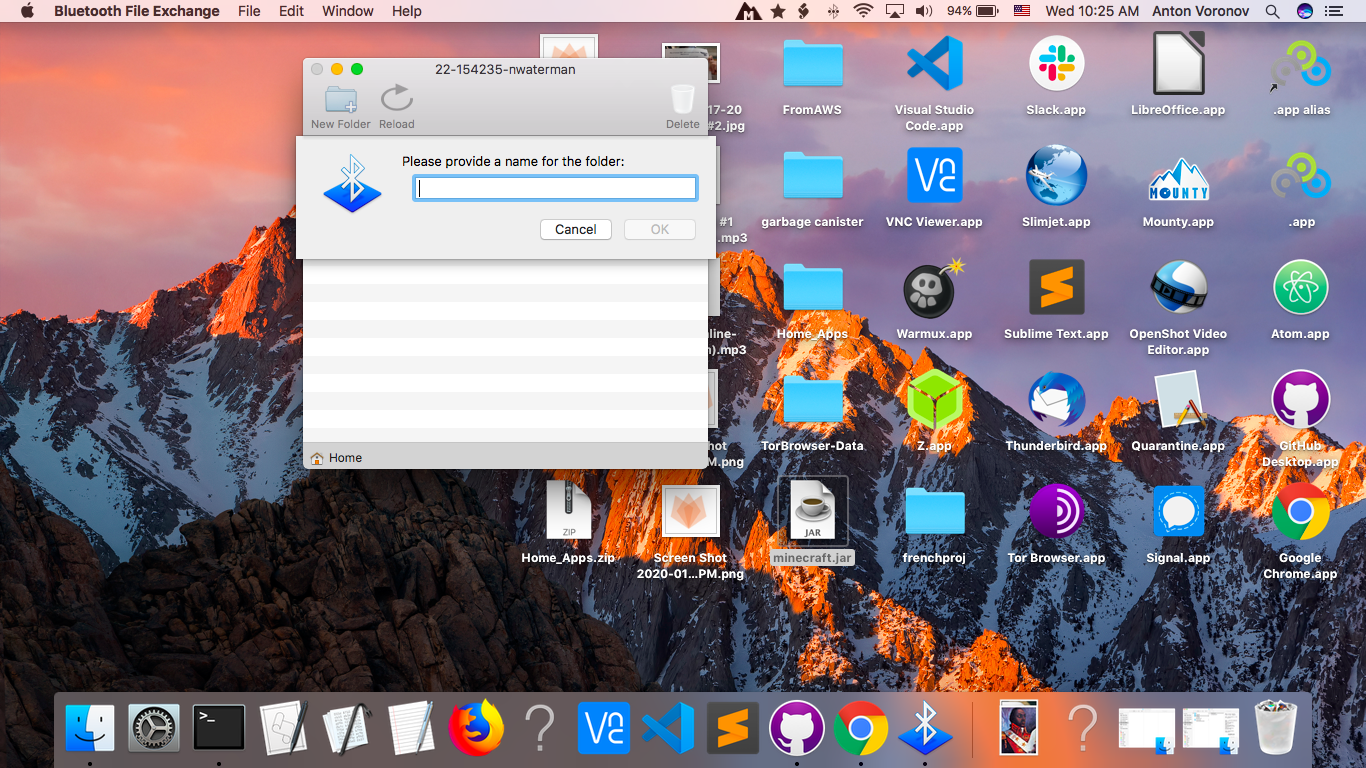 Bluetooth File Exchange File Edit Window Help 94% Wed 10:25 AM Anton Voronov
22-154235-nwaterman
New Folder Reload Delete
Please provide a name for the folder:
Cancel OK
Home
17-20
#2.jpg
FromAWS
Visual Studio
Code.app
Slack.app
LibreOffice.app
.app alias
#1
.mp3
garbage canister
VNC Viewer.app
Slimjet.app
Mounty.app
.app
Home_Apps
Warmux.app
Sublime Text.app
OpenShot Video
Editor.app
Atom.app
TorBrowser-Data
Z.app
Thunderbird.app
Quarantine.app
GitHub
Desktop.app
ZIP
Home_Apps.zip
Screen Shot
2020-01...PM.png
JAR
minecraft.jar
frenchproj
Tor Browser.app
Signal.app
Google
Chrome.app